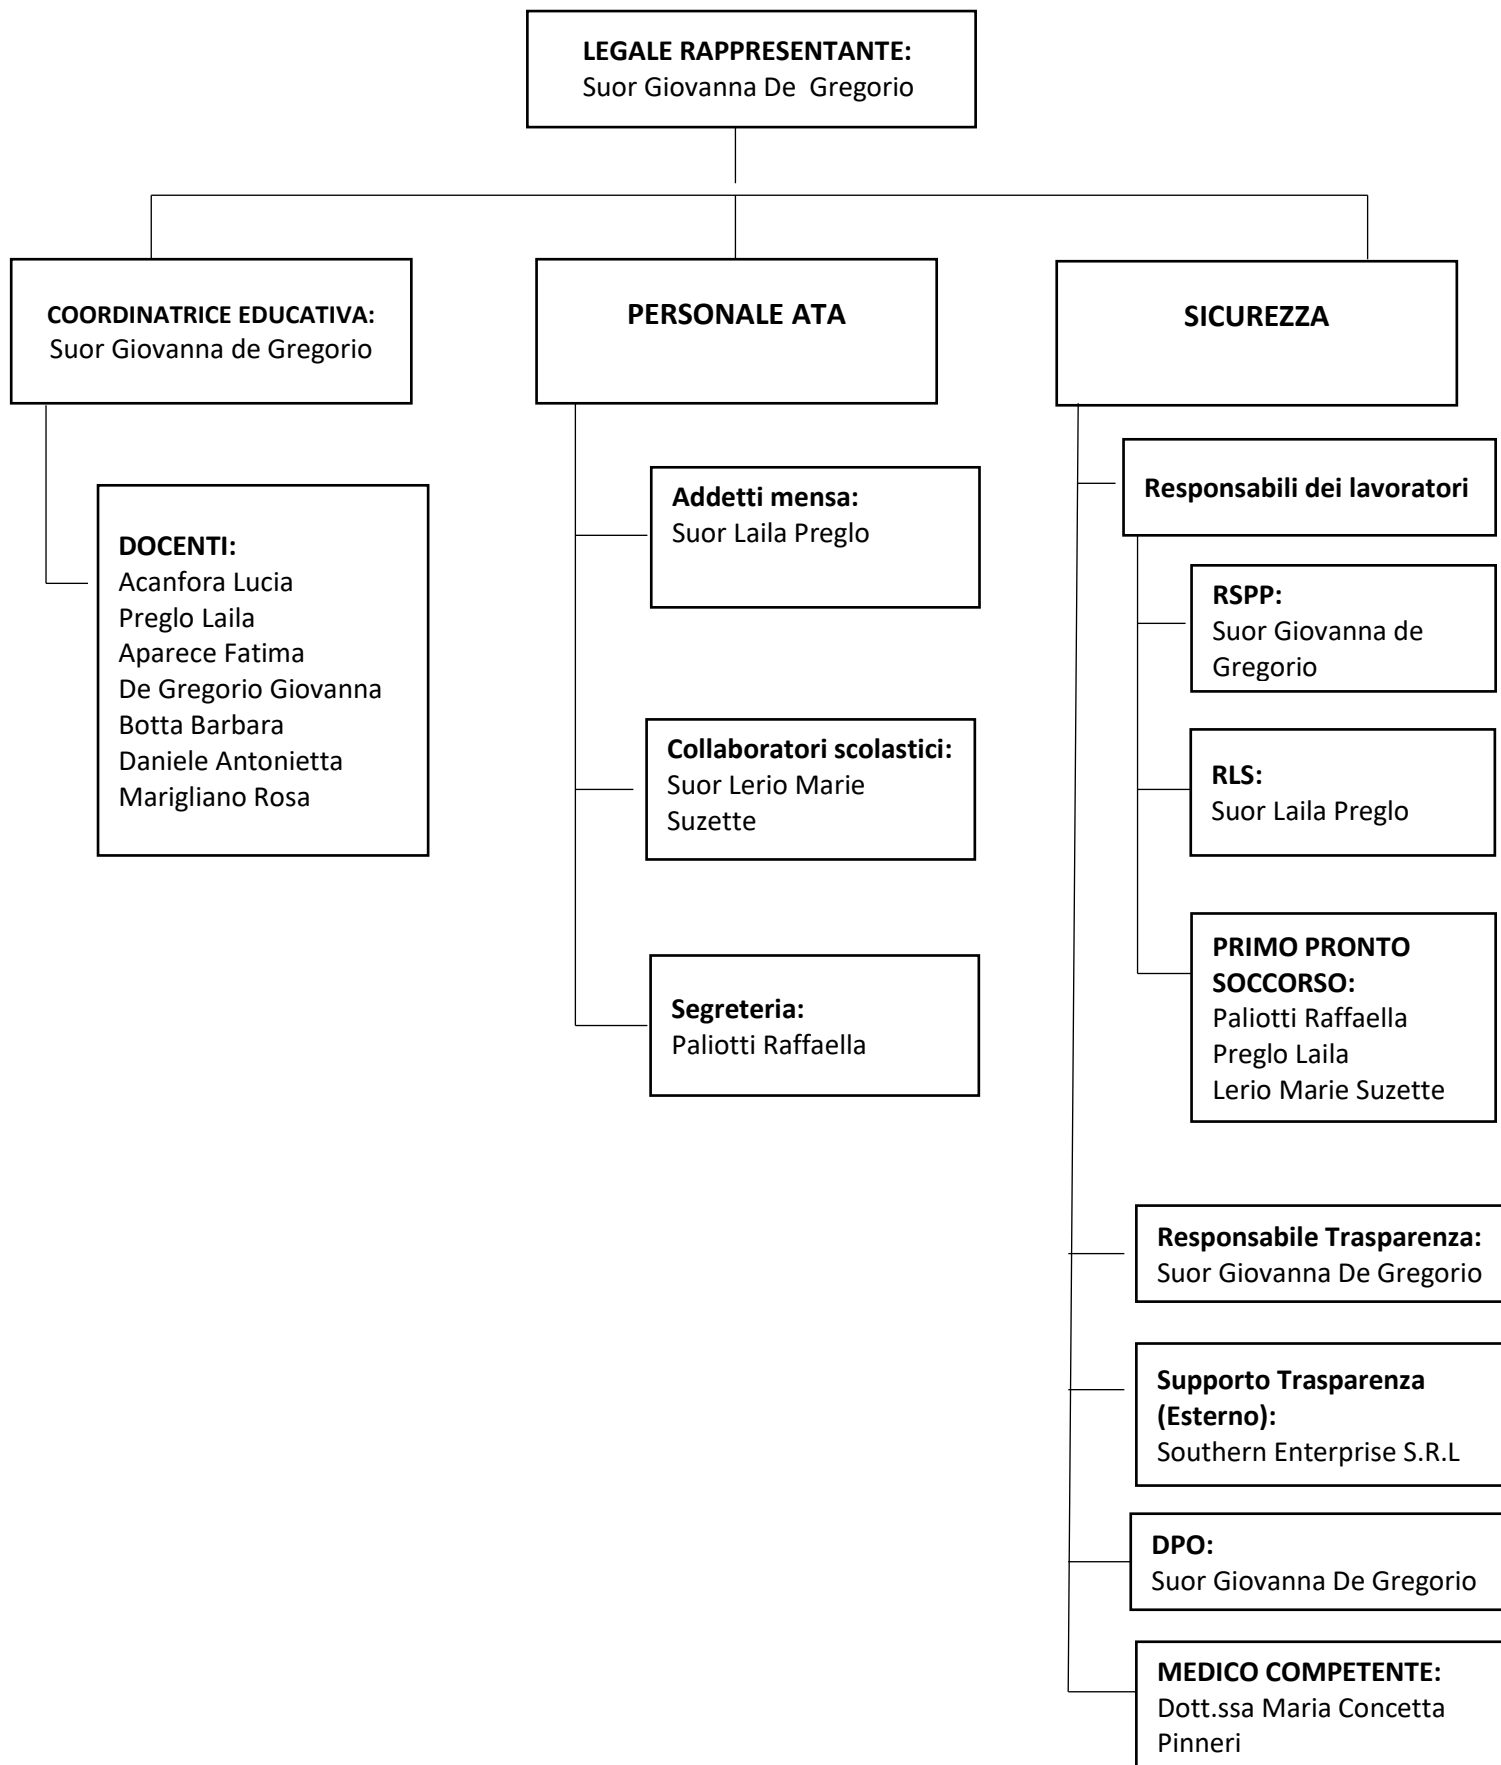 LEGALE RAPPRESENTANTE:
Suor Giovanna De  Gregorio
COORDINATRICE EDUCATIVA:
Suor Giovanna de Gregorio
DOCENTI:
Acanfora Lucia
Preglo Laila
Aparece Fatima
De Gregorio Giovanna
Botta Barbara
Daniele Antonietta
Marigliano Rosa
PERSONALE ATA
Addetti mensa:
Suor Laila Preglo
Collaboratori scolastici:
Suor Lerio Marie
Suzette
Segreteria:
Paliotti Raffaella
SICUREZZA
Responsabili dei lavoratori
RSPP:
Suor Giovanna de
Gregorio
RLS:
Suor Laila Preglo
PRIMO PRONTO
SOCCORSO:
Paliotti Raffaella
Preglo Laila
Lerio Marie Suzette
Responsabile Trasparenza:
Suor Giovanna De Gregorio
Supporto Trasparenza
(Esterno):
Southern Enterprise S.R.L
DPO:
Suor Giovanna De Gregorio
MEDICO COMPETENTE:
Dott.ssa Maria Concetta
Pinneri